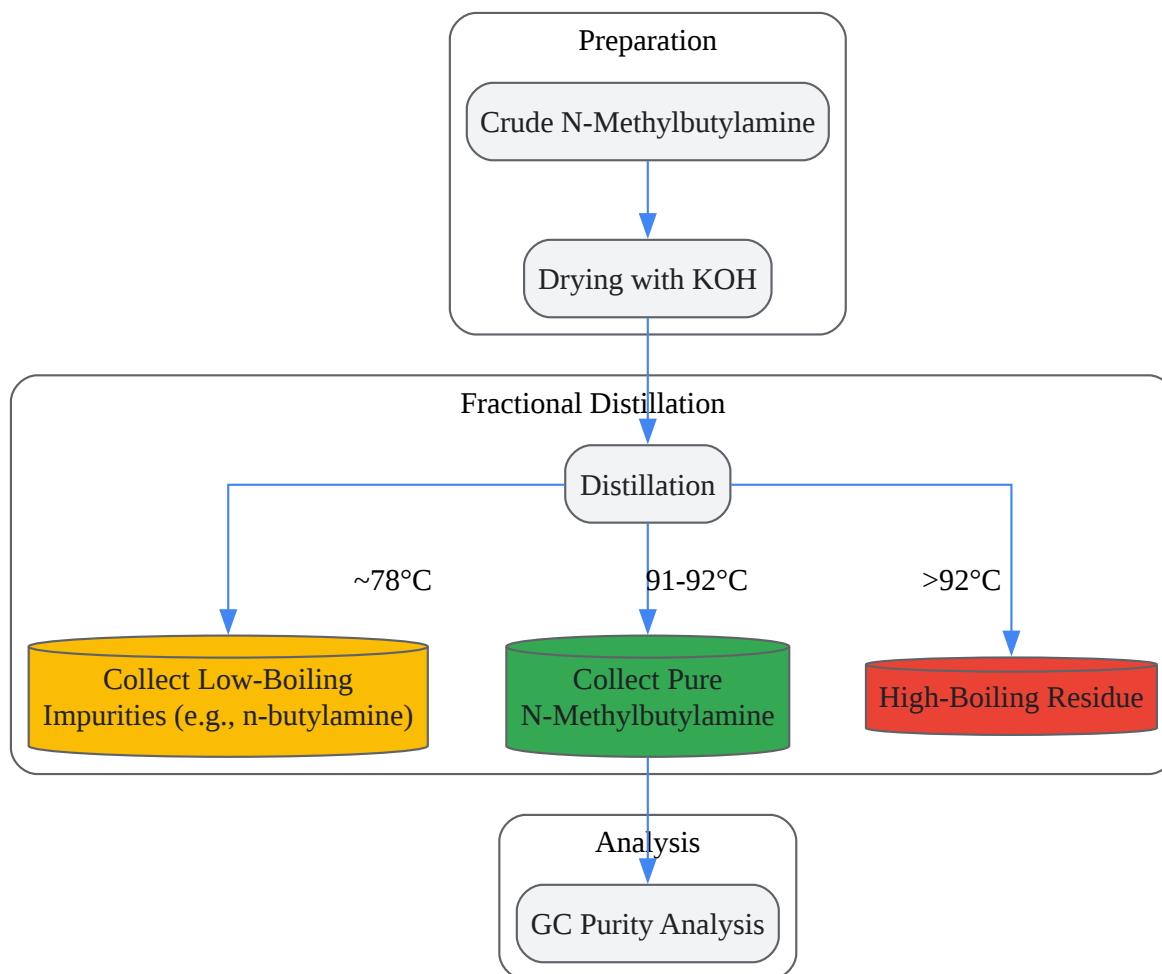 Preparation
Crude N-Methylbutylamine
Drying with KOH
Fractional Distillation
Distillation
~78°C
91-92°C
>92°C
Collect Low-Boiling
Impurities (e.g., n-butylamine)
Collect Pure
N-Methylbutylamine
High-Boiling Residue
Analysis
GC Purity Analysis